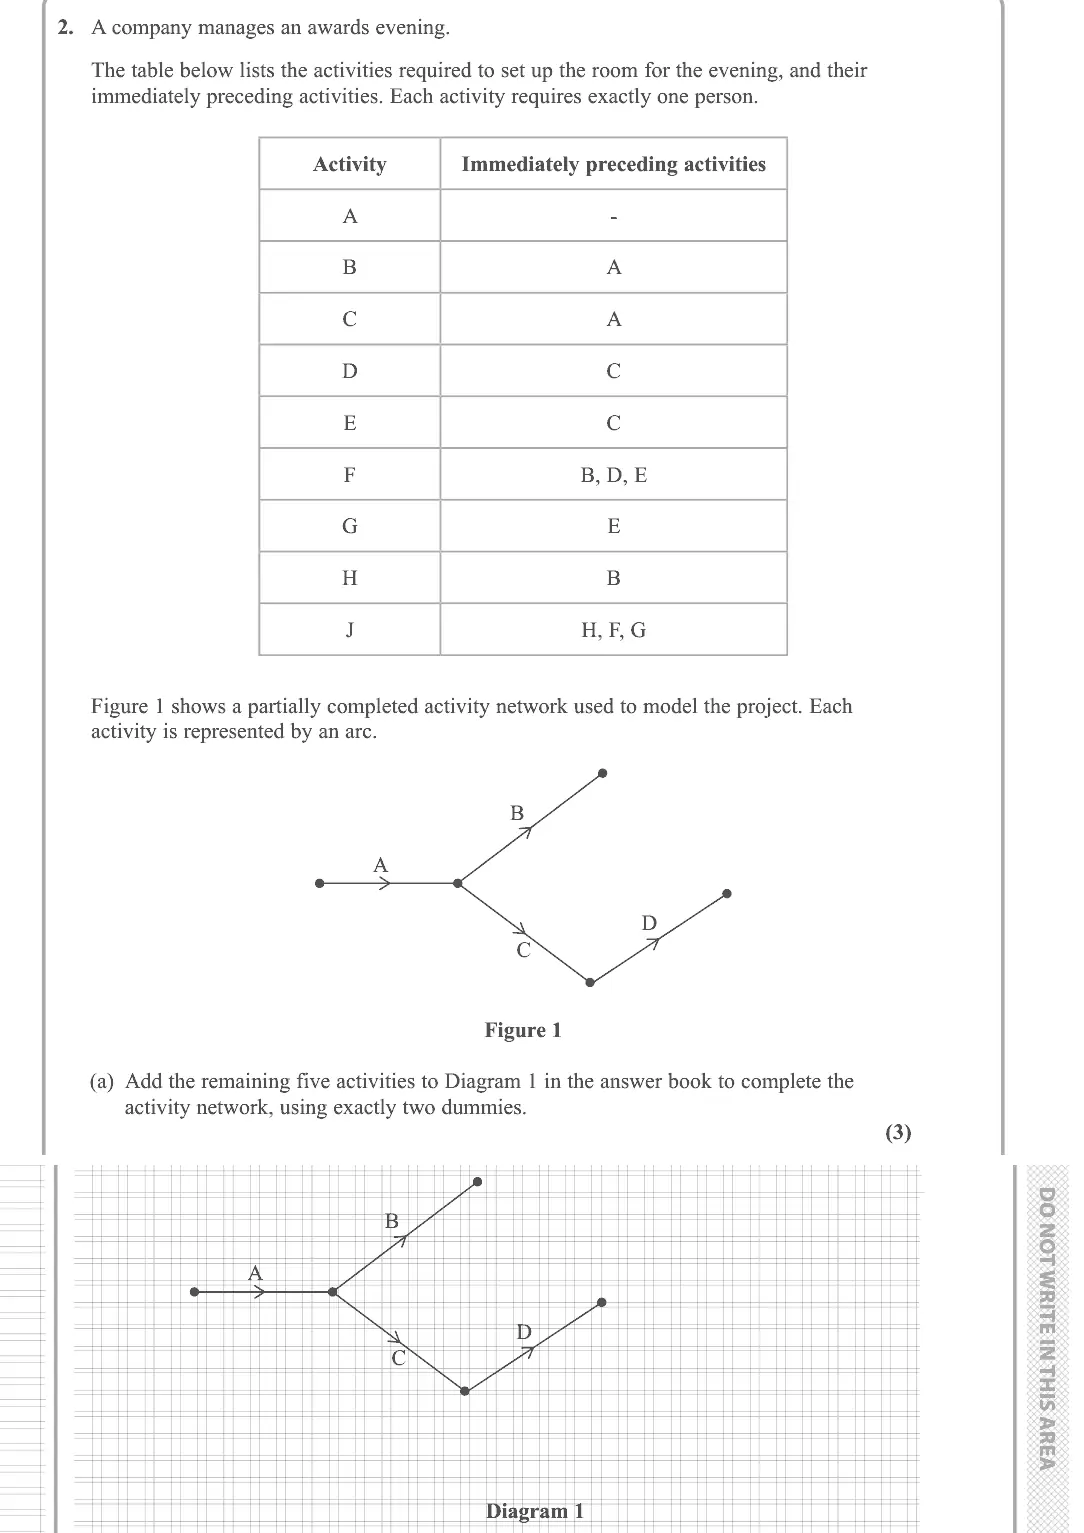 2. A company manages an awards evening.
The table below lists the activities required to set up the room for the evening, and their
immediately preceding activities. Each activity requires exactly one person.
Activity Immediately preceding activities
A -
B A
C A
D C
E C
F B, D, E
G E
H B
J H, F, G
Figure 1 shows a partially completed activity network used to model the project. Each
activity is represented by an arc.
B
A
D
C
Figure 1
(a) Add the remaining five activities to Diagram 1 in the answer book to complete the
activity network, using exactly two dummies.
(3)
B
A
D
C
Diagram 1
DO NOT WRITE IN THIS AREA